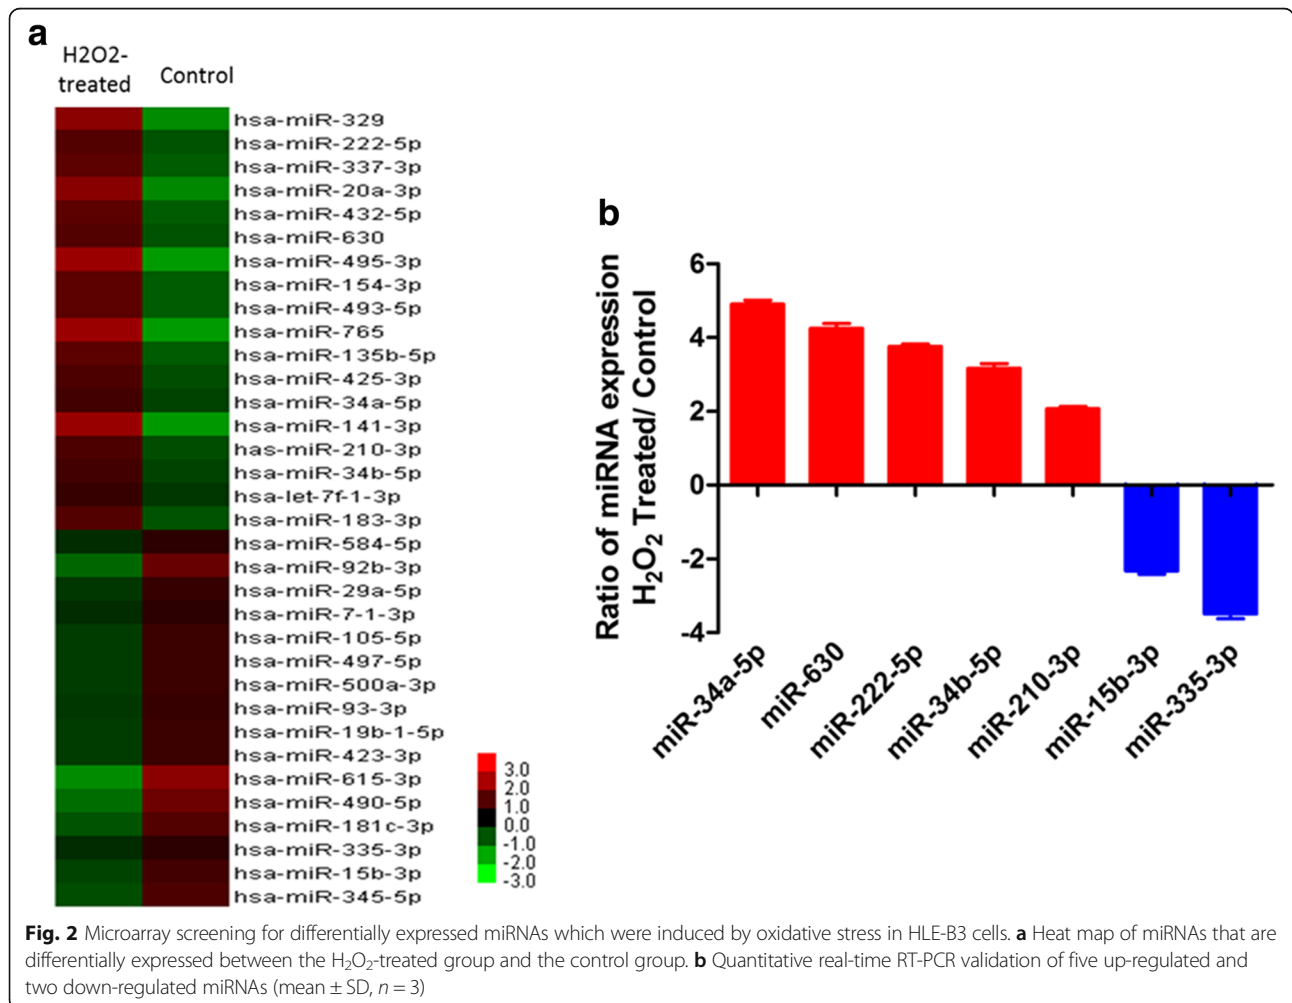 a
H2O2-
treated
Control
hsa-miR-329
hsa-miR-222-5p
hsa-miR-337-3p
hsa-miR-20a-3p
hsa-miR-432-5p
hsa-miR-630
hsa-miR-495-3p
hsa-miR-154-3p
hsa-miR-493-5p
hsa-miR-765
hsa-miR-135b-5p
hsa-miR-425-3p
hsa-miR-34a-5p
hsa-miR-141-3p
has-miR-210-3p
hsa-miR-34b-5p
hsa-let-7f-1-3p
hsa-miR-183-3p
hsa-miR-584-5p
hsa-miR-92b-3p
hsa-miR-29a-5p
hsa-miR-7-1-3p
hsa-miR-105-5p
hsa-miR-497-5p
hsa-miR-500a-3p
hsa-miR-93-3p
hsa-miR-19b-1-5p
hsa-miR-423-3p
hsa-miR-615-3p
hsa-miR-490-5p
hsa-miR-181c-3p
hsa-miR-335-3p
hsa-miR-15b-3p
hsa-miR-345-5p
3.0
2.0
1.0
0.0
-1.0
-2.0
-3.0
b
Ratio of miRNA expression
H₂O₂ Treated/ Control
6
4
2
0
-2
-4
miR-34a-5p
miR-630
miR-222-5p
miR-34b-5p
miR-210-3p
miR-15b-3p
miR-335-3p
Fig. 2 Microarray screening for differentially expressed miRNAs which were induced by oxidative stress in HLE-B3 cells. a Heat map of miRNAs that are
differentially expressed between the H₂O₂-treated group and the control group. b Quantitative real-time RT-PCR validation of five up-regulated and
two down-regulated miRNAs (mean ± SD, n = 3)